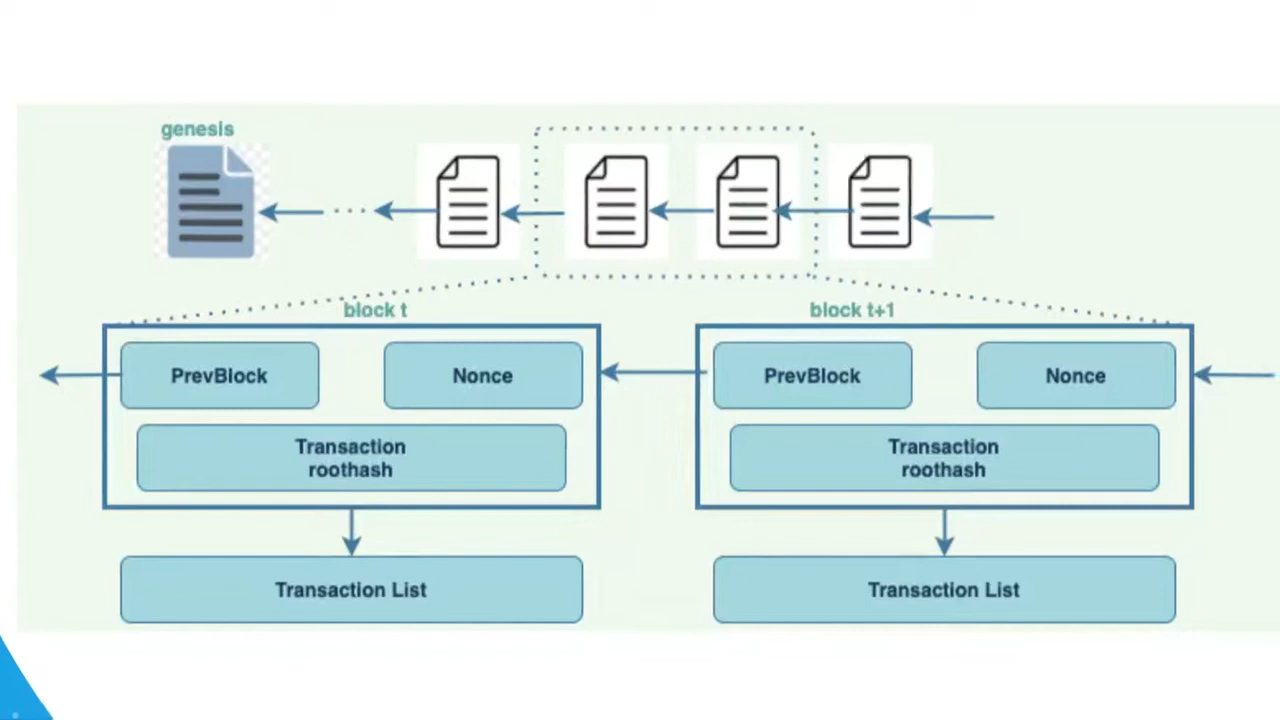 genesis
block t
block t+1
PrevBlock
Nonce
PrevBlock
Nonce
Transaction
roothash
Transaction
roothash
Transaction List
Transaction List